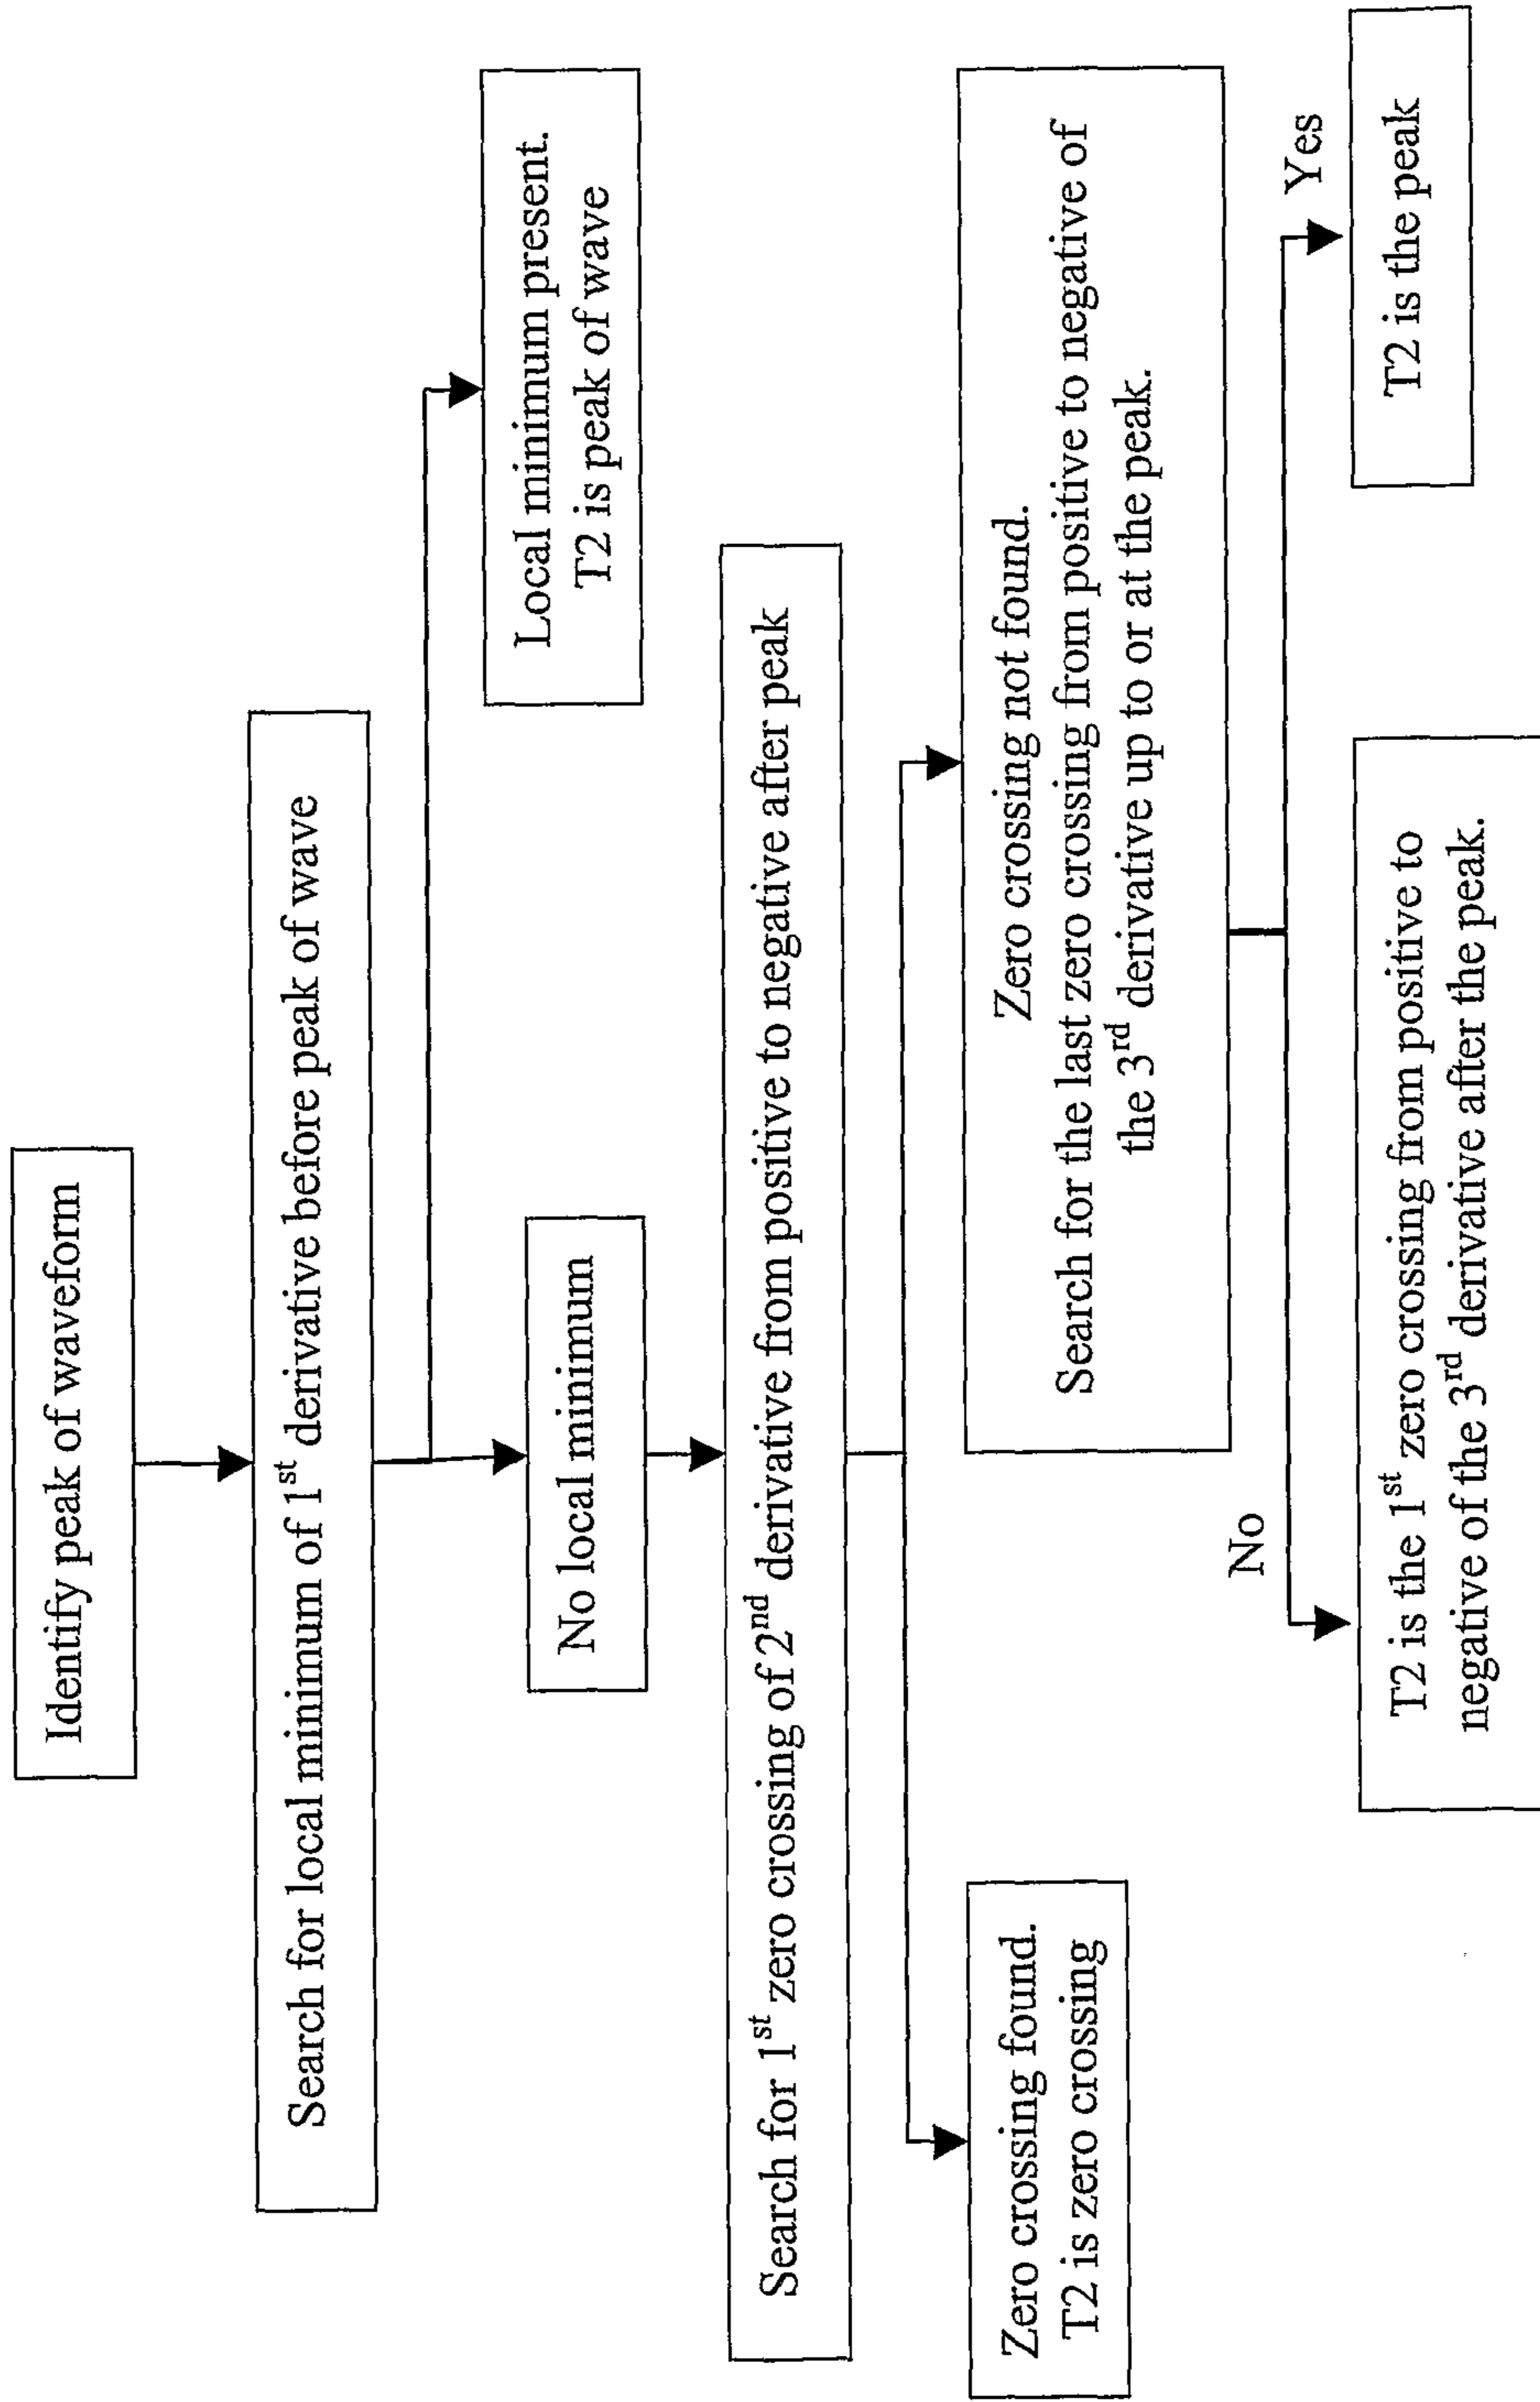 Identify peak of waveform
Search for local minimum of 1st derivative before peak of wave
Local minimum present.
T2 is peak of wave
No local minimum
Search for 1st zero crossing of 2nd derivative from positive to negative after peak
Zero crossing found.
T2 is zero crossing
Zero crossing not found.
Search for the last zero crossing from positive to negative of
the 3rd derivative up to or at the peak.
No
Yes
T2 is the 1st zero crossing from positive to
negative of the 3rd derivative after the peak.
T2 is the peak